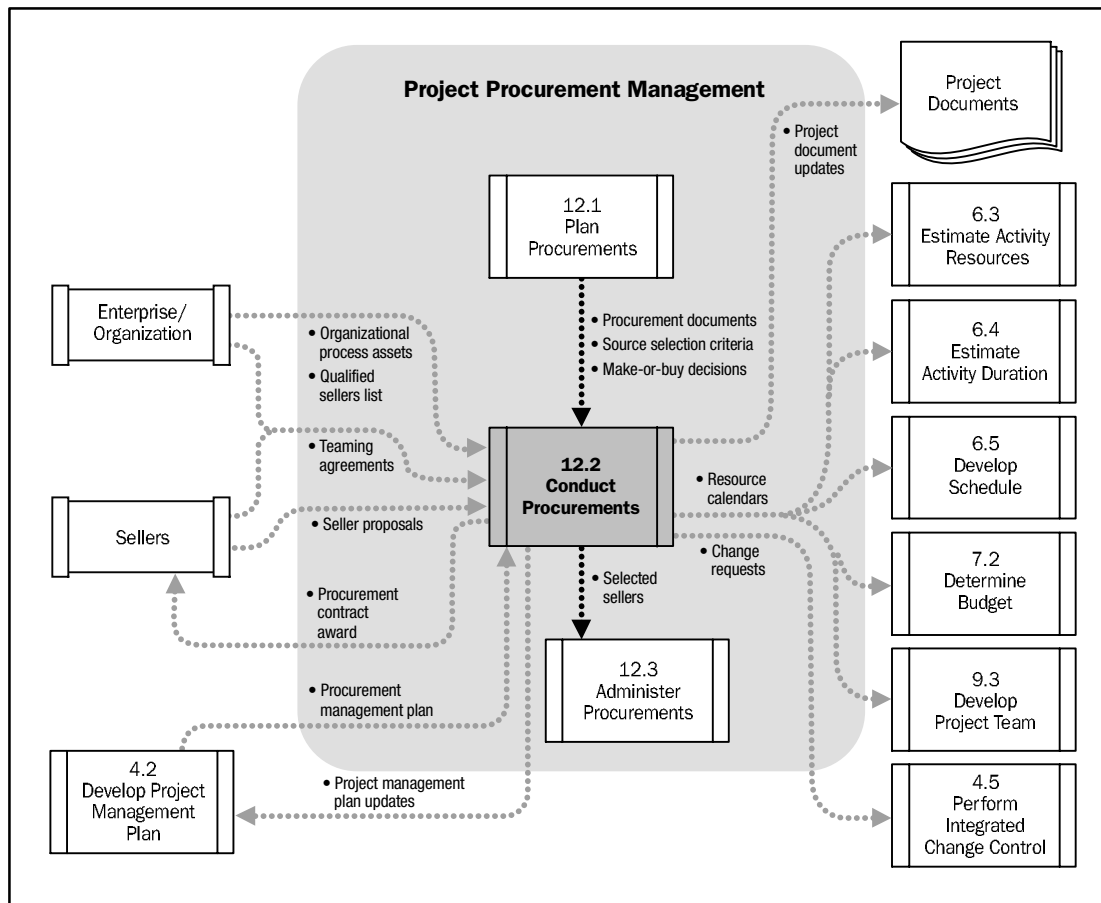 Project Procurement Management
Project
Documents
• Project
document
updates
12.1
Plan
Procurements
6.3
Estimate Activity
Resources
Enterprise/
Organization
• Organizational
process assets
• Qualified
sellers list
• Procurement documents
• Source selection criteria
• Make-or-buy decisions
6.4
Estimate
Activity Duration
• Teaming
agreements
12.2
Conduct
Procurements
• Resource
calendars
6.5
Develop
Schedule
Sellers
• Seller proposals
• Change
requests
• Procurement
contract
award
• Selected
sellers
7.2
Determine
Budget
12.3
Administer
Procurements
• Procurement
management plan
9.3
Develop
Project Team
4.2
Develop Project
Management
Plan
• Project management
plan updates
4.5
Perform
Integrated
Change Control